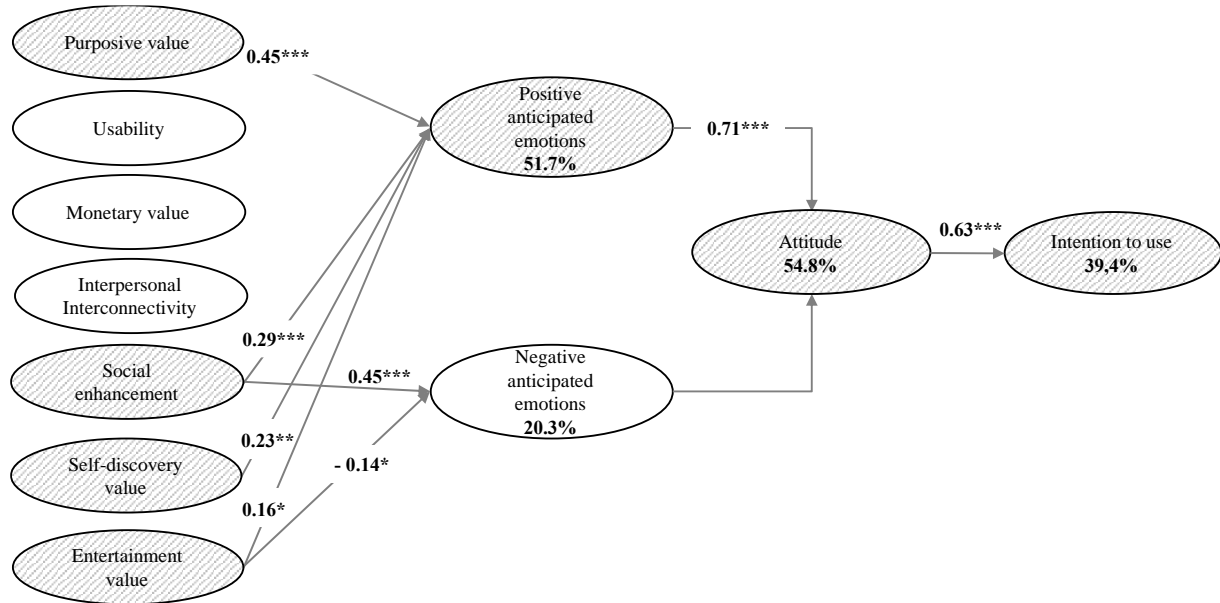 Purposive value
0.45***
Usability
Monetary value
Interpersonal
Interconnectivity
Social
enhancement
Self-discovery
value
Entertainment
value
0.29***
0.45***
0.23**
- 0.14*
0.16*
Positive
anticipated
emotions
51.7%
0.71***
Negative
anticipated
emotions
20.3%
Attitude
54.8%
0.63***
Intention to use
39,4%